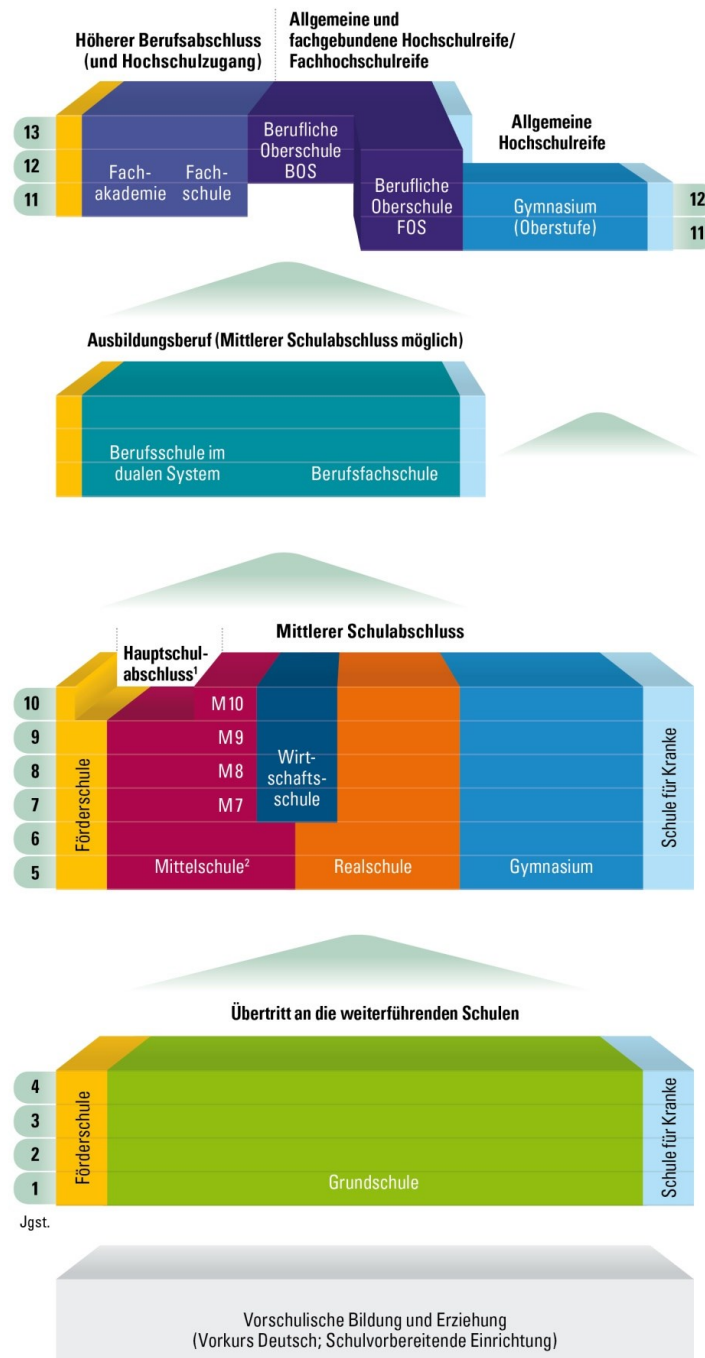 Höherer Berufsabschluss
(und Hochschulzugang)
Allgemeine und
fachgebundene Hochschulreife/
Fachhochschulreife
Allgemeine
Hochschulreife
13
12
11
Fach-
akademie
Fach-
schule
Berufliche
Oberschule
BOS
Berufliche
Oberschule
FOS
Gymnasium
(Oberstufe)
12
11
Ausbildungsberuf (Mittlerer Schulabschluss möglich)
Berufsschule im
dualen System
Berufsfachschule
Mittlerer Schulabschluss
Hauptschul-
abschluss¹
10
9
8
7
6
5
Förderschule
M 10
M 9
M 8
M 7
Wirt-
schafts-
schule
Mittelschule²
Realschule
Gymnasium
Schule für Kranke
Übertritt an die weiterführenden Schulen
4
3
2
1
Jgst.
Förderschule
Grundschule
Schule für Kranke
Vorschulische Bildung und Erziehung
(Vorkurs Deutsch; Schulvorbereitende Einrichtung)